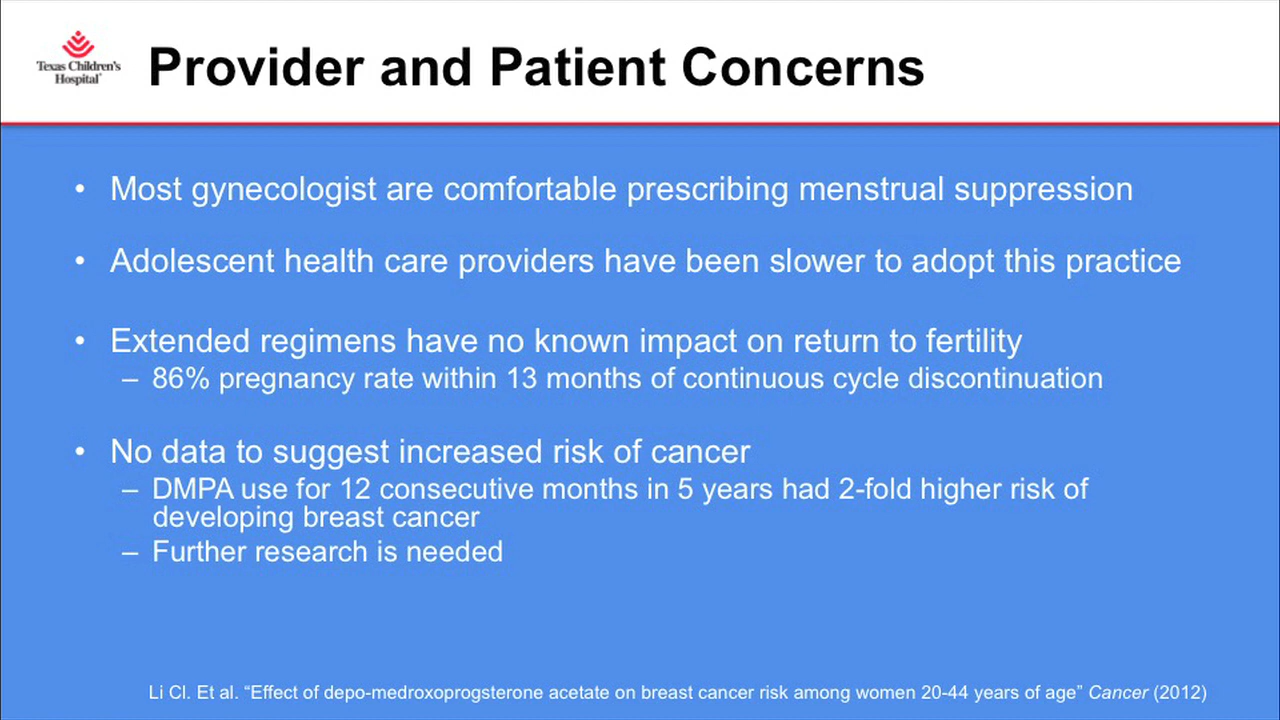 Texas Children's
Hospital
Provider and Patient Concerns
• Most gynecologist are comfortable prescribing menstrual suppression
• Adolescent health care providers have been slower to adopt this practice
• Extended regimens have no known impact on return to fertility
– 86% pregnancy rate within 13 months of continuous cycle discontinuation
• No data to suggest increased risk of cancer
– DMPA use for 12 consecutive months in 5 years had 2-fold higher risk of
developing breast cancer
– Further research is needed
Li Cl. Et al. “Effect of depo-medroxoprogsterone acetate on breast cancer risk among women 20-44 years of age” Cancer (2012)